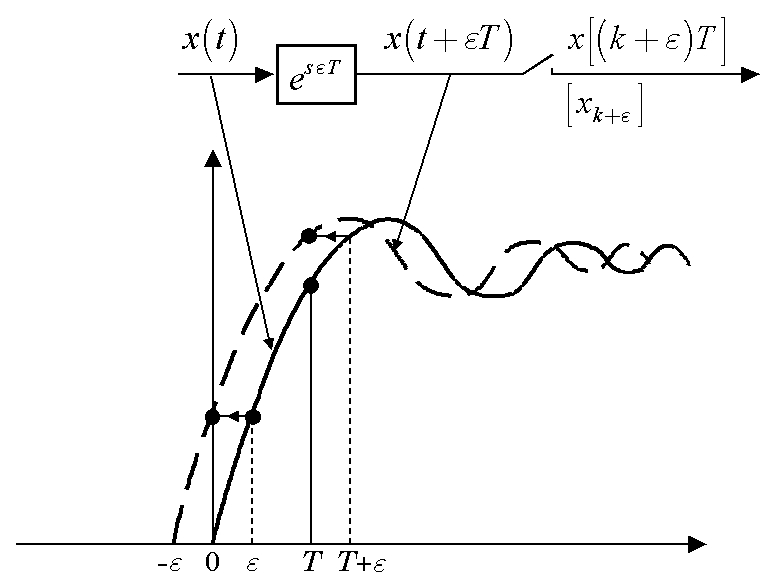 x(t) x(t + εT) x[(k + ε)T]
e^{sεT}
[x_{k+ε}]
-ε 0 ε T T+ε